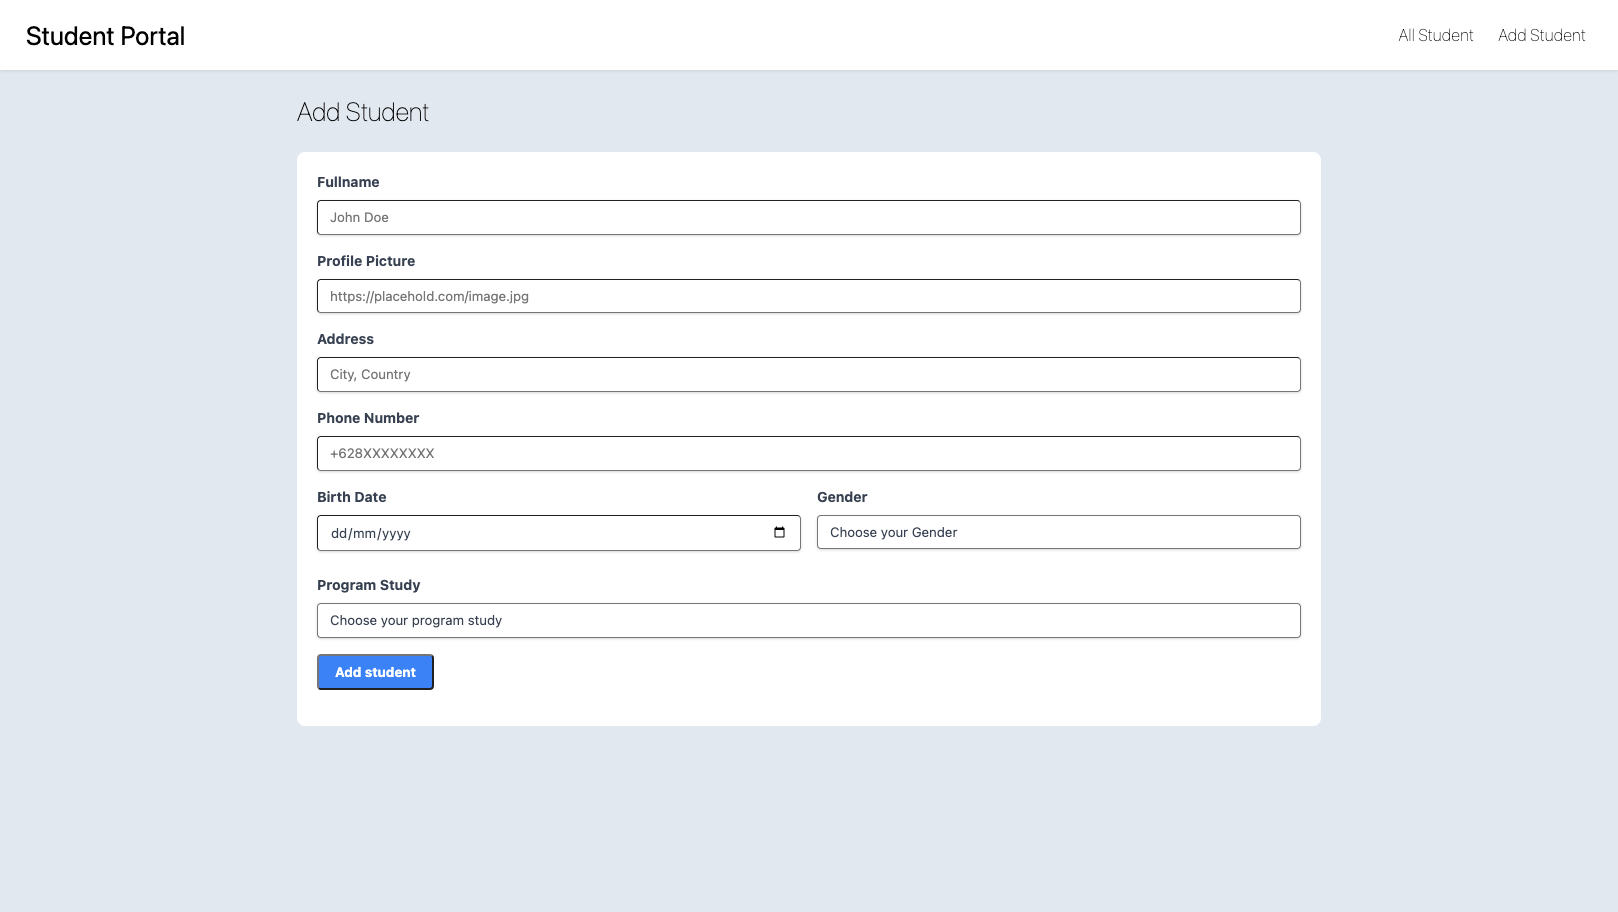 Student Portal
All Student
Add Student
Add Student
Fullname
John Doe
Profile Picture
https://placehold.com/image.jpg
Address
City, Country
Phone Number
+628XXXXXXXX
Birth Date
Gender
dd/mm/yyyy
Choose your Gender
Program Study
Choose your program study
Add student